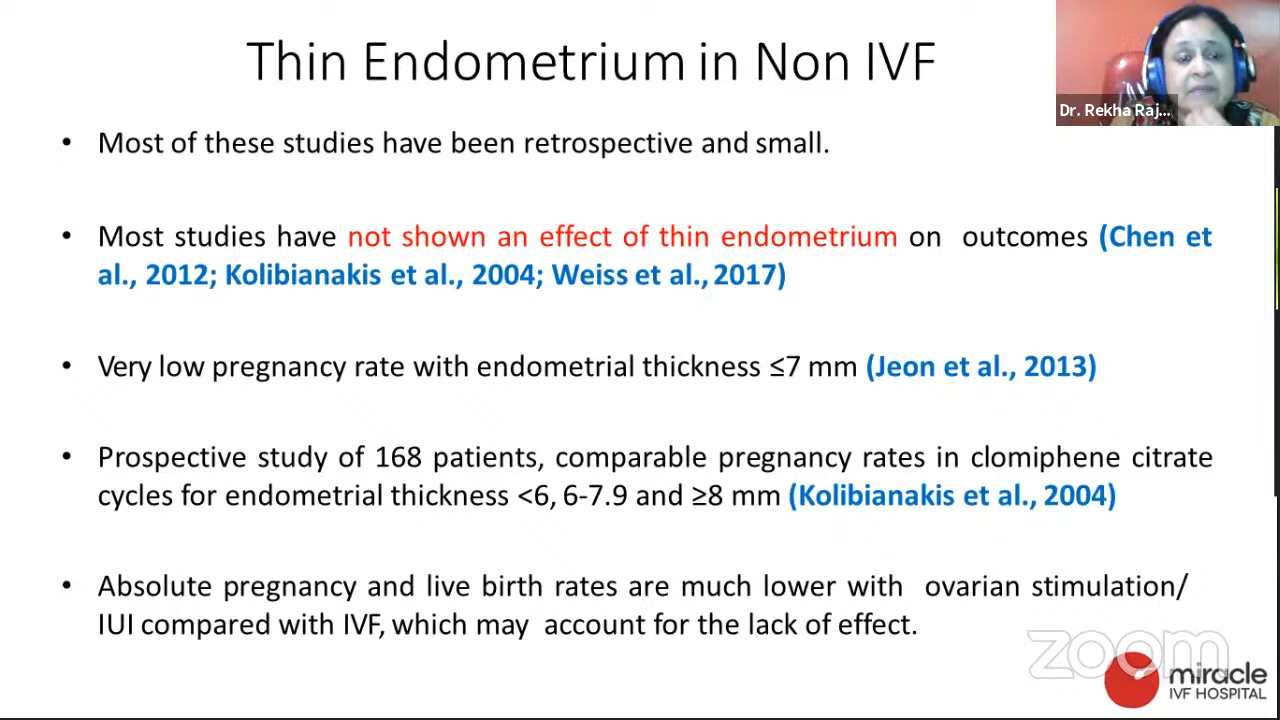 Thin Endometrium in Non IVF
Dr. Rekha Raj...
• Most of these studies have been retrospective and small.
• Most studies have not shown an effect of thin endometrium on outcomes (Chen et
al., 2012; Kolibianakis et al., 2004; Weiss et al., 2017)
• Very low pregnancy rate with endometrial thickness ≤7 mm (Jeon et al., 2013)
• Prospective study of 168 patients, comparable pregnancy rates in clomiphene citrate
cycles for endometrial thickness <6, 6-7.9 and ≥8 mm (Kolibianakis et al., 2004)
• Absolute pregnancy and live birth rates are much lower with ovarian stimulation/
IUI compared with IVF, which may account for the lack of effect.
zoom
miracle
IVF HOSPITAL